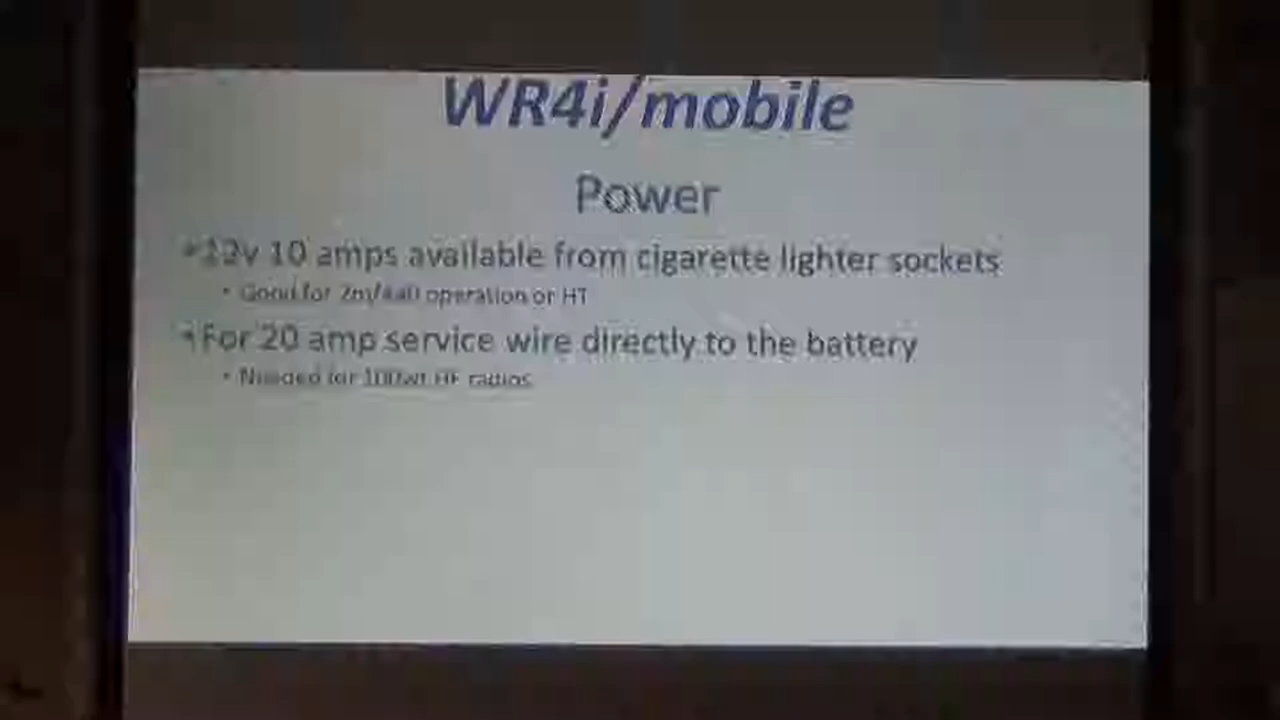 WR4i/mobile
Power
• 12v 10 amps available from cigarette lighter sockets
• Good for 2m/440 operation or HT
• For 20 amp service wire directly to the battery
• Needed for 100wt HF radios